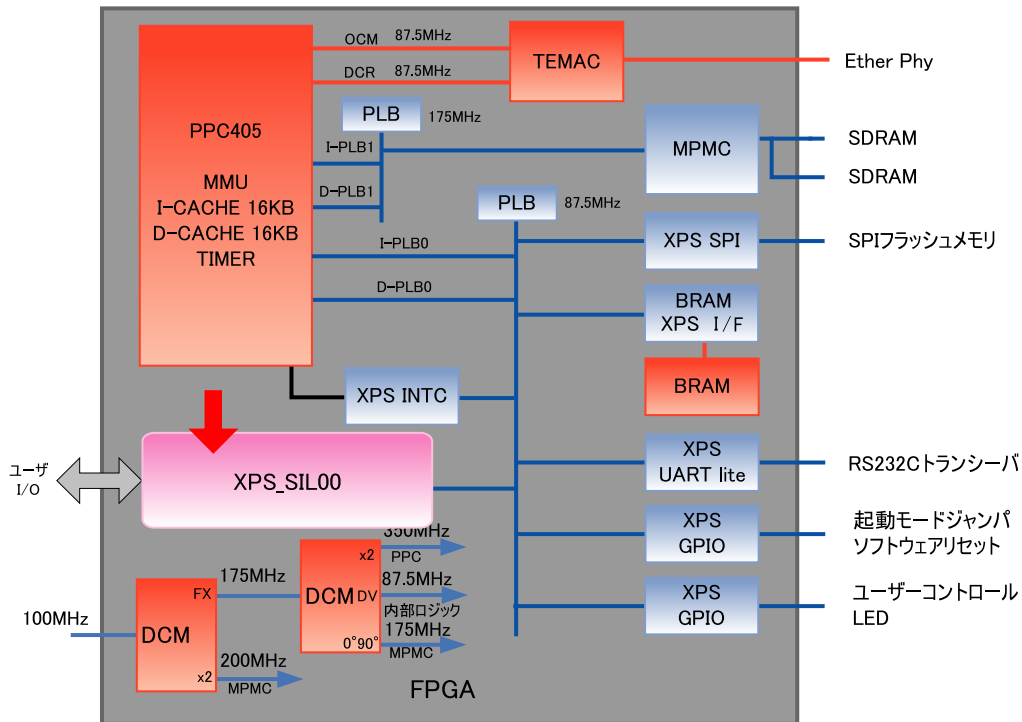 OCM 87.5MHz
DCR 87.5MHz
TEMAC
Ether Phy
PPC405
MMU
I-CACHE 16KB
D-CACHE 16KB
TIMER
PLB
175MHz
I-PLB1
D-PLB1
MPMC
SDRAM
SDRAM
PLB
87.5MHz
I-PLB0
D-PLB0
XPS SPI
SPIフラッシュメモリ
BRAM
XPS I/F
BRAM
XPS INTC
XPS_SIL00
ユーザ
I/O
XPS
UART lite
RS232Cトランシーバ
XPS
GPIO
起動モードジャンパ
ソフトウェアリセット
XPS
GPIO
ユーザーコントロール
LED
100MHz
DCM
FX
x2
175MHz
200MHz
MPMC
DCM
x2
DV
0°90°
350MHz
PPC
87.5MHz
内部ロジック
175MHz
MPMC
FPGA